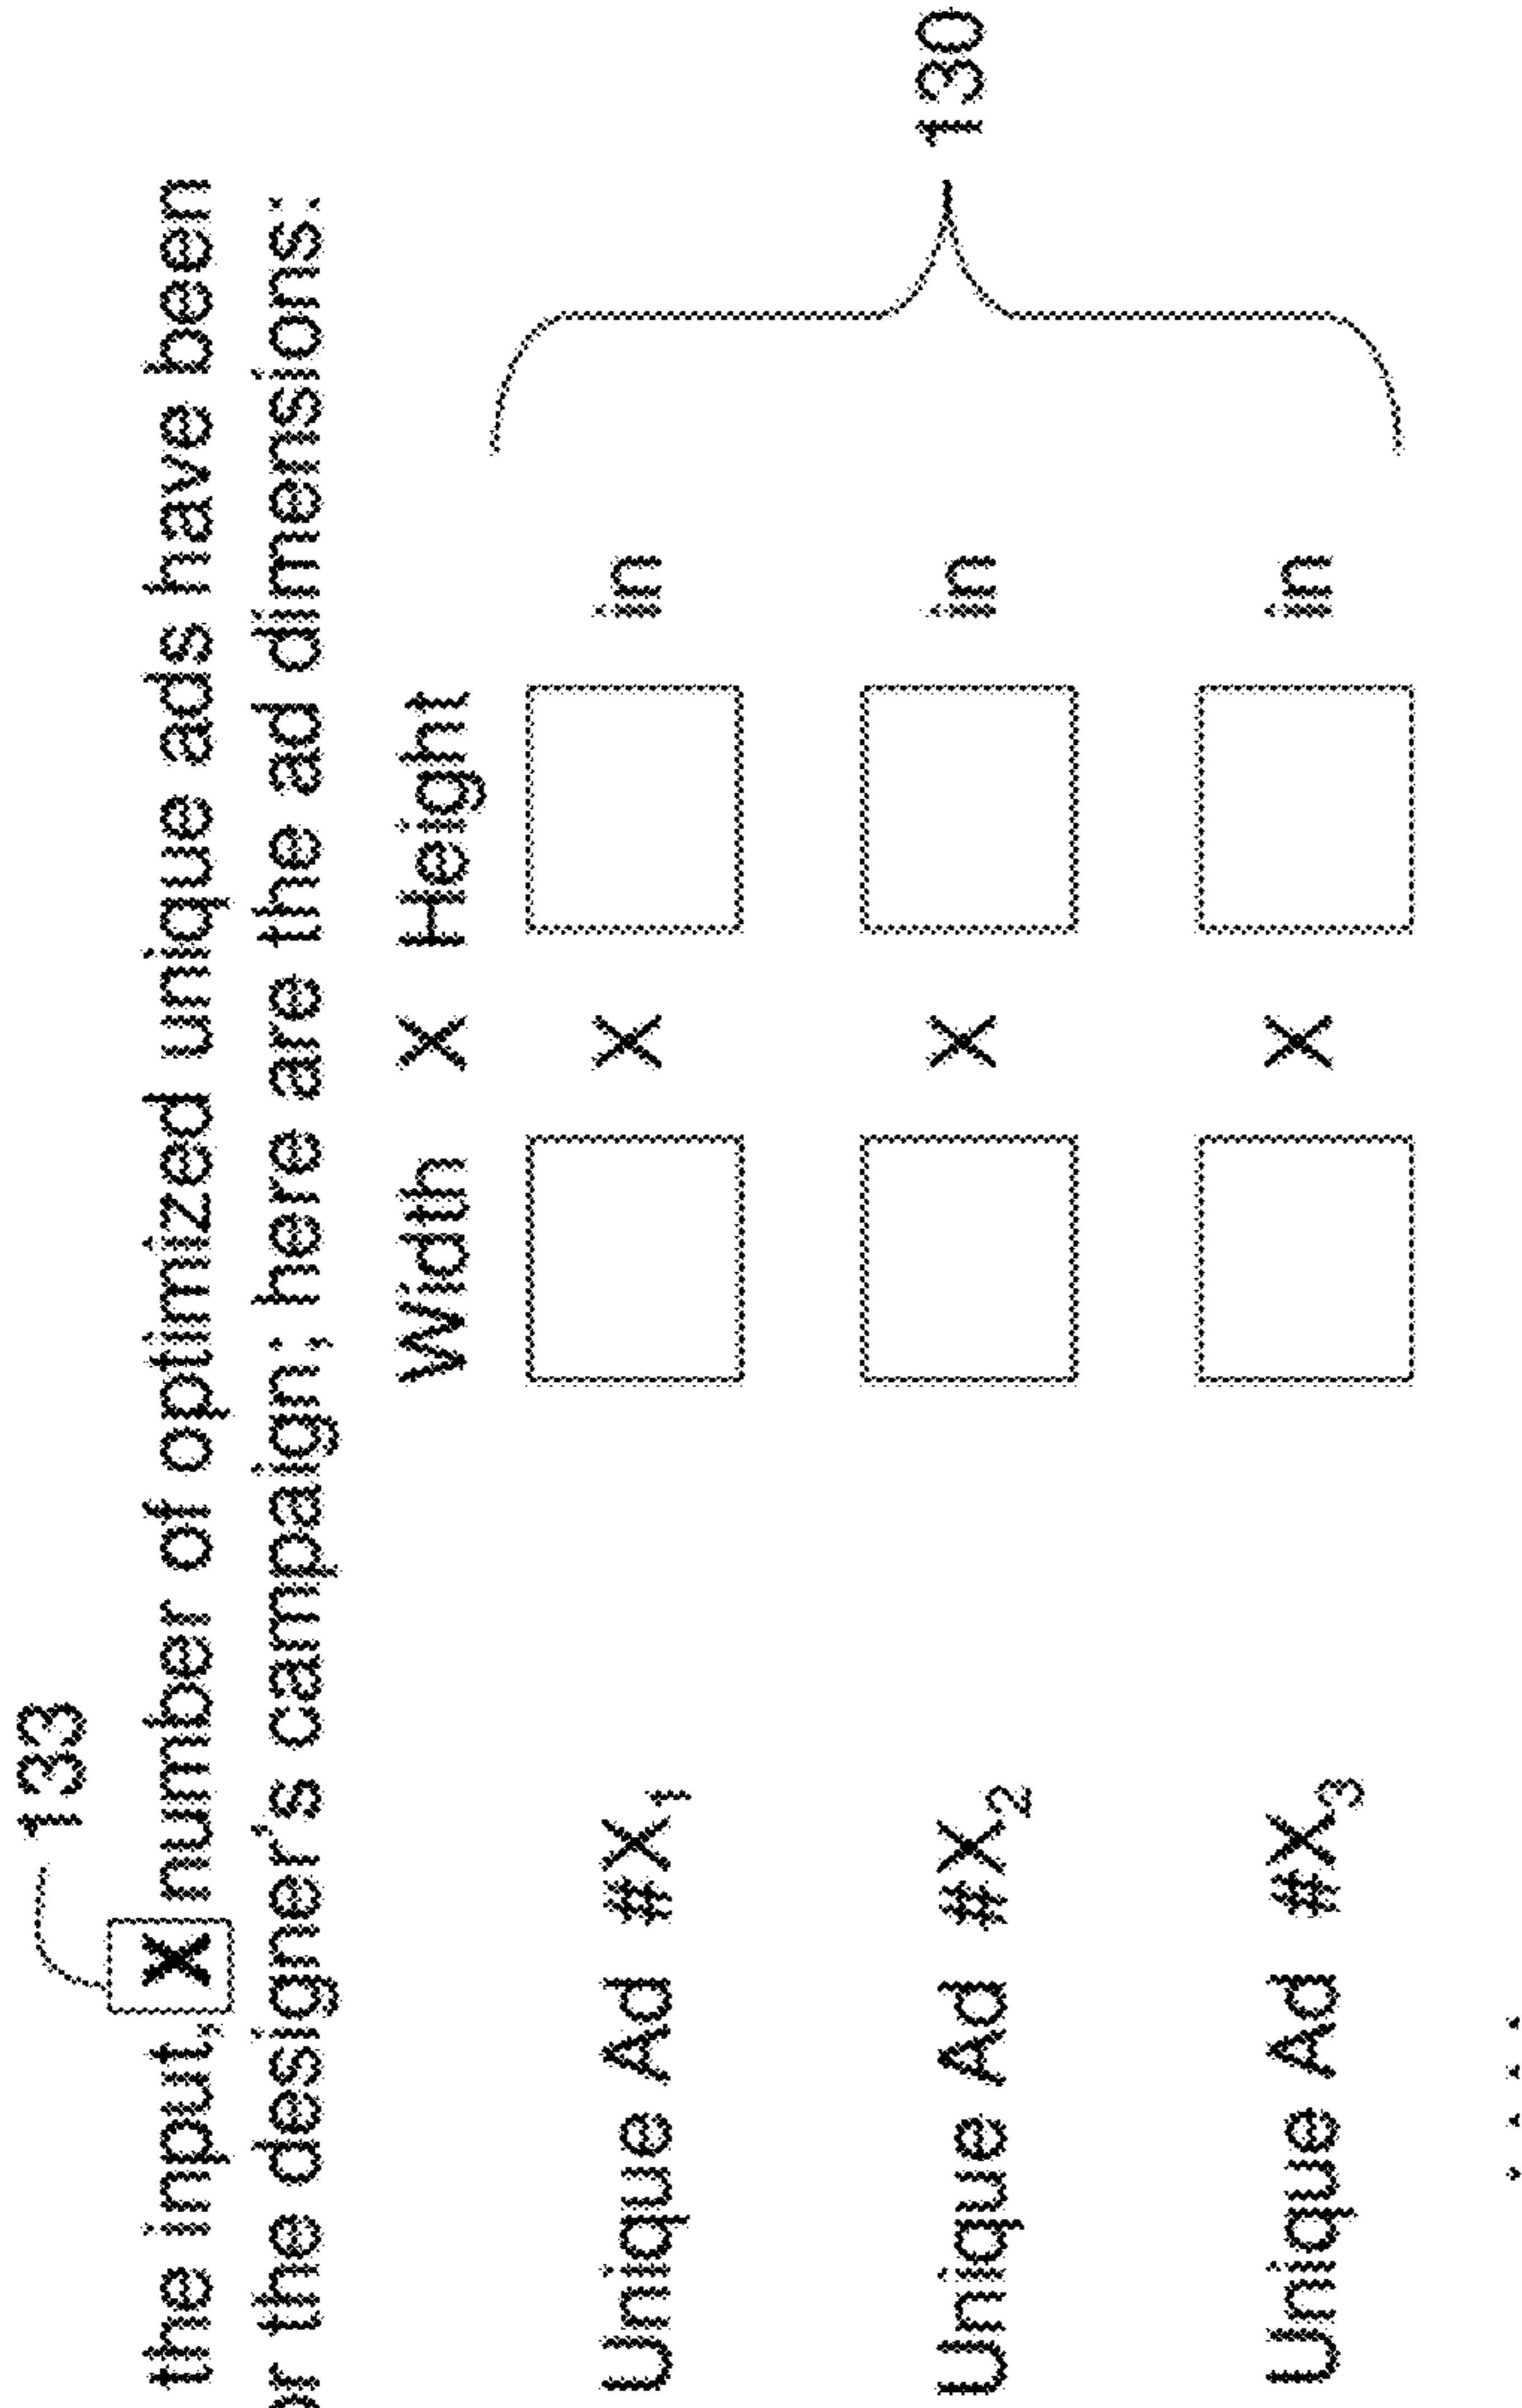 133
the input, X number of optimized unique ads have been
the designer's campaign; here are the ad dimensions:
Width X Height
Unique Ad #X₁ X in
Unique Ad #X₂ X in
Unique Ad #X₃ X in
130
....